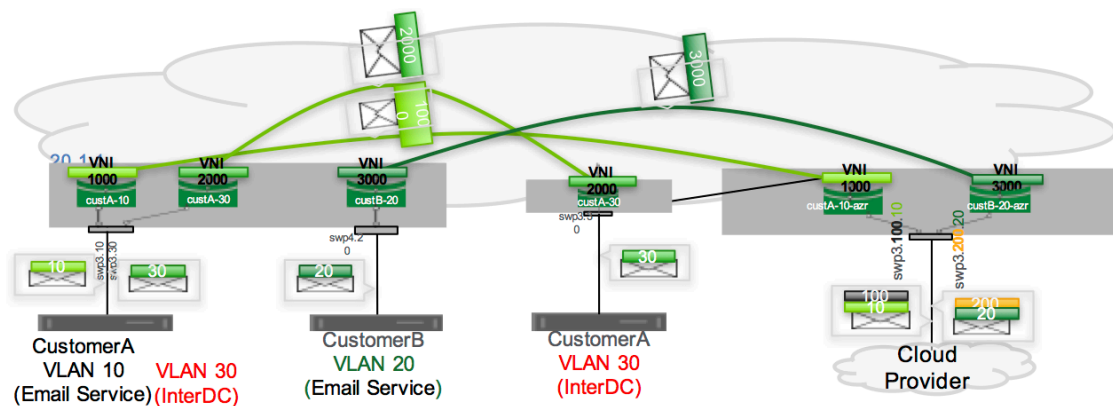 2000
100
0
3000
20.1.1
VNI
1000
custA-10
VNI
2000
custA-30
VNI
3000
custB-20
VNI
2000
custA-30
VNI
1000
custA-10-azr
VNI
3000
custB-20-azr
swp3.10
swp3.30
swp4.2
0
swp3.3
0
swp3.100.10
swp3.200.20
10
30
20
30
100
10
200
20
CustomerA
VLAN 10
(Email Service)
VLAN 30
(InterDC)
CustomerB
VLAN 20
(Email Service)
CustomerA
VLAN 30
(InterDC)
Cloud
Provider